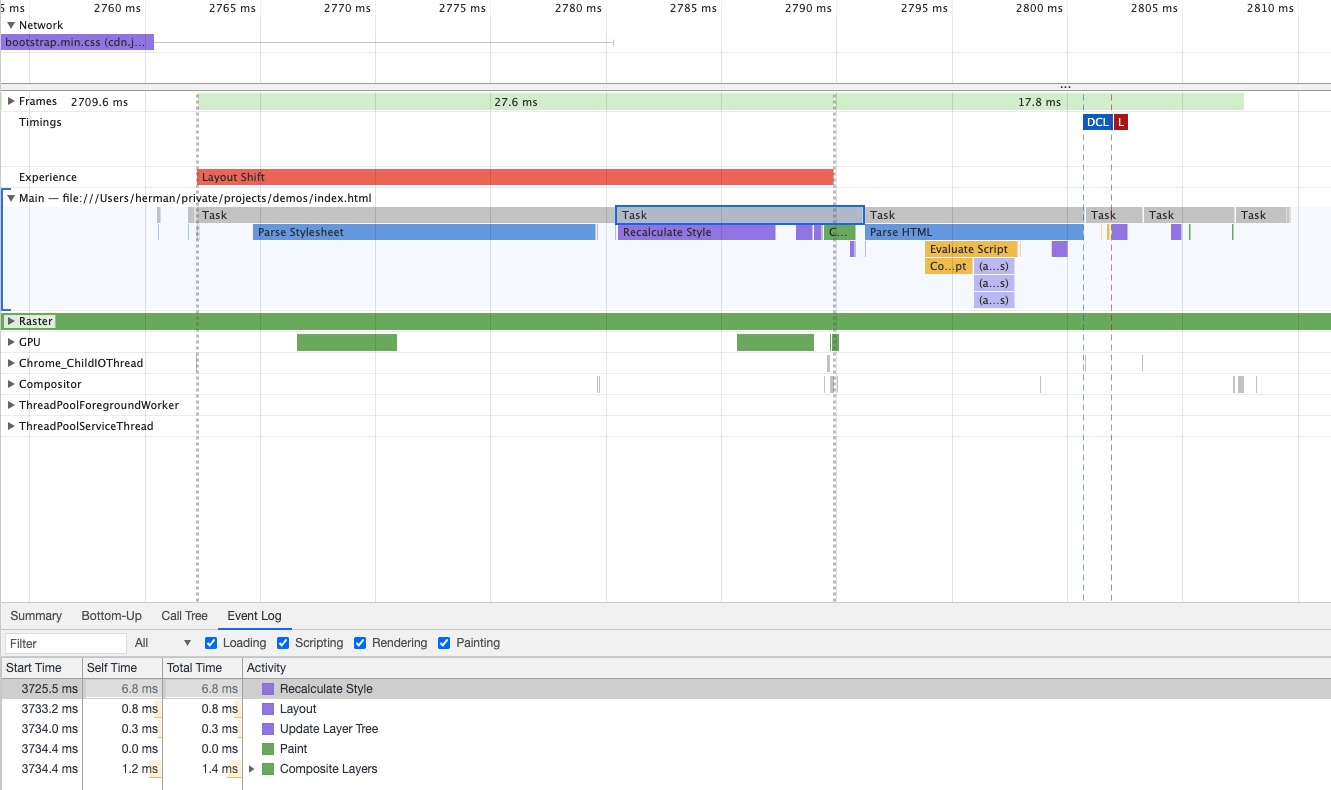 5 ms 2760 ms 2765 ms 2770 ms 2775 ms 2780 ms 2785 ms 2790 ms 2795 ms 2800 ms 2805 ms 2810 ms
Network
bootstrap.min.css (cdn.j…
...
Frames 2709.6 ms 27.6 ms 17.8 ms
Timings DCL L
Experience Layout Shift
Main — file:///Users/herman/private/projects/demos/index.html
Task Task Task Task Task Task
Parse Stylesheet Recalculate Style C… Parse HTML
Evaluate Script
Co…pt (a…s)
(a…s)
(a…s)
Raster
GPU
Chrome_ChildIOThread
Compositor
ThreadPoolForegroundWorker
ThreadPoolServiceThread
Summary Bottom-Up Call Tree Event Log
Filter All Loading Scripting Rendering Painting
Start Time Self Time Total Time Activity
3725.5 ms 6.8 ms 6.8 ms Recalculate Style
3733.2 ms 0.8 ms 0.8 ms Layout
3734.0 ms 0.3 ms 0.3 ms Update Layer Tree
3734.4 ms 0.0 ms 0.0 ms Paint
3734.4 ms 1.2 ms 1.4 ms Composite Layers